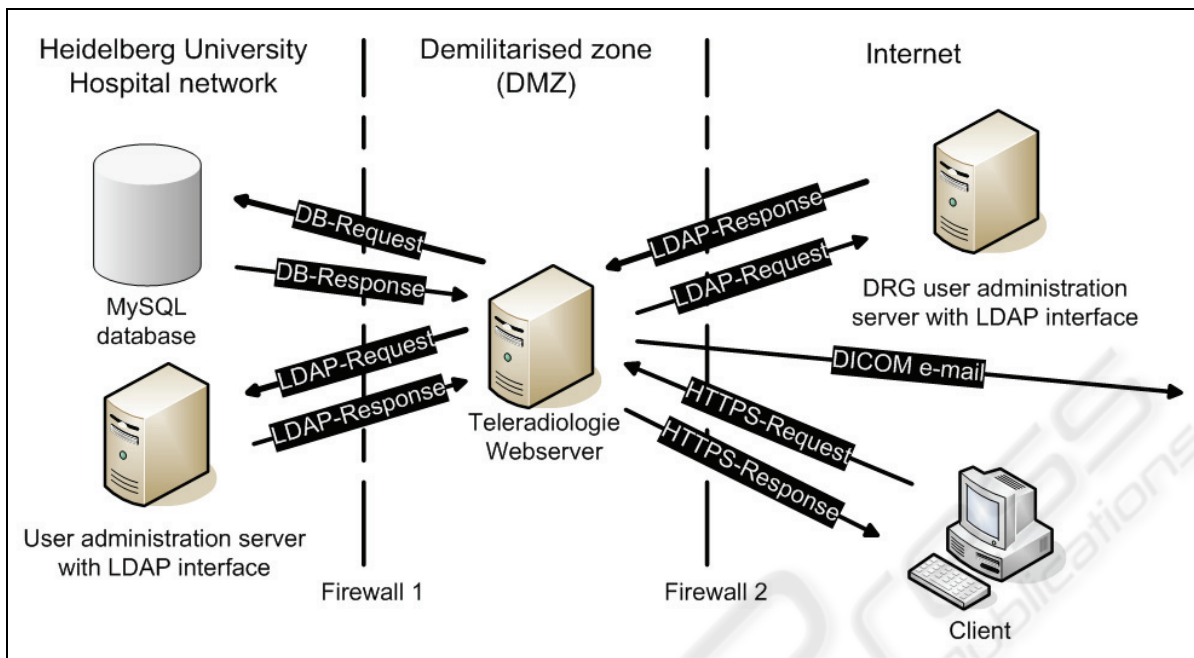 Heidelberg University
Hospital network
Demilitarised zone
(DMZ)
Internet
DB-Request
DB-Response
MySQL
database
LDAP-Request
LDAP-Response
User administration server
with LDAP interface
Firewall 1
Teleradiologie
Webserver
LDAP-Response
LDAP-Request
DRG user administration
server with LDAP interface
DICOM e-mail
HTTPS-Request
HTTPS-Response
Firewall 2
Client